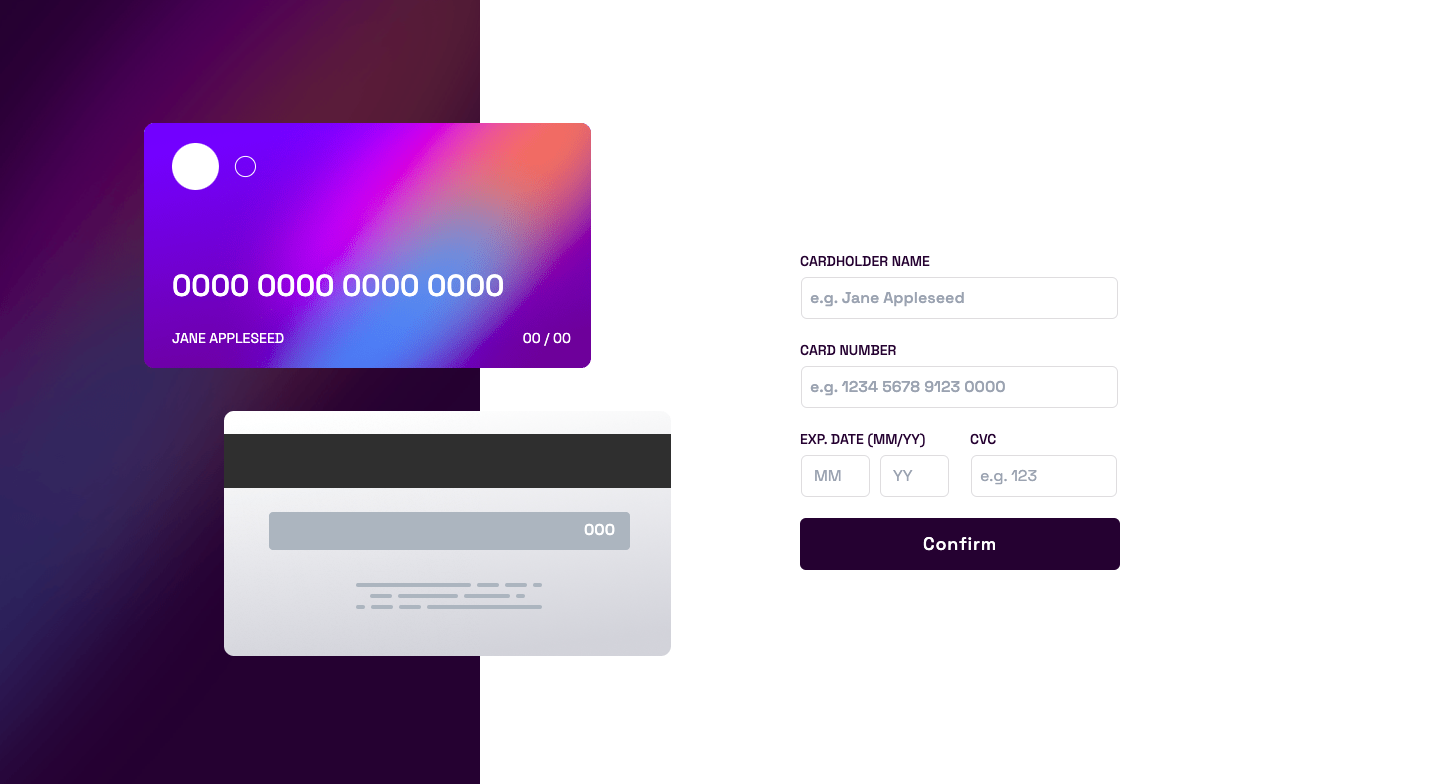 0000 0000 0000 0000
JANE APPLESEED 00 / 00
000
CARDHOLDER NAME
e.g. Jane Appleseed
CARD NUMBER
e.g. 1234 5678 9123 0000
EXP. DATE (MM/YY) CVC
MM YY e.g. 123
Confirm